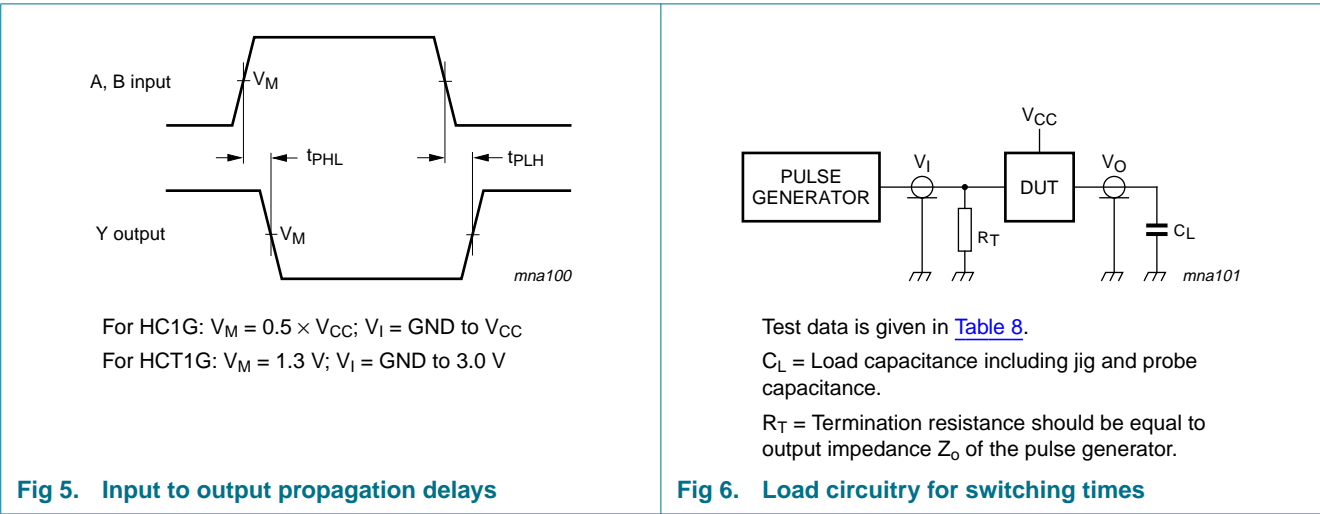 A, B input
VM
tPHL
tPLH
Y output
VM
mna100
For HC1G: VM = 0.5 × VCC; VI = GND to VCC
For HCT1G: VM = 1.3 V; VI = GND to 3.0 V
Fig 5. Input to output propagation delays
VCC
PULSE
GENERATOR
VI
DUT
VO
RT
CL
mna101
Test data is given in Table 8.
CL = Load capacitance including jig and probe
capacitance.
RT = Termination resistance should be equal to
output impedance Zo of the pulse generator.
Fig 6. Load circuitry for switching times